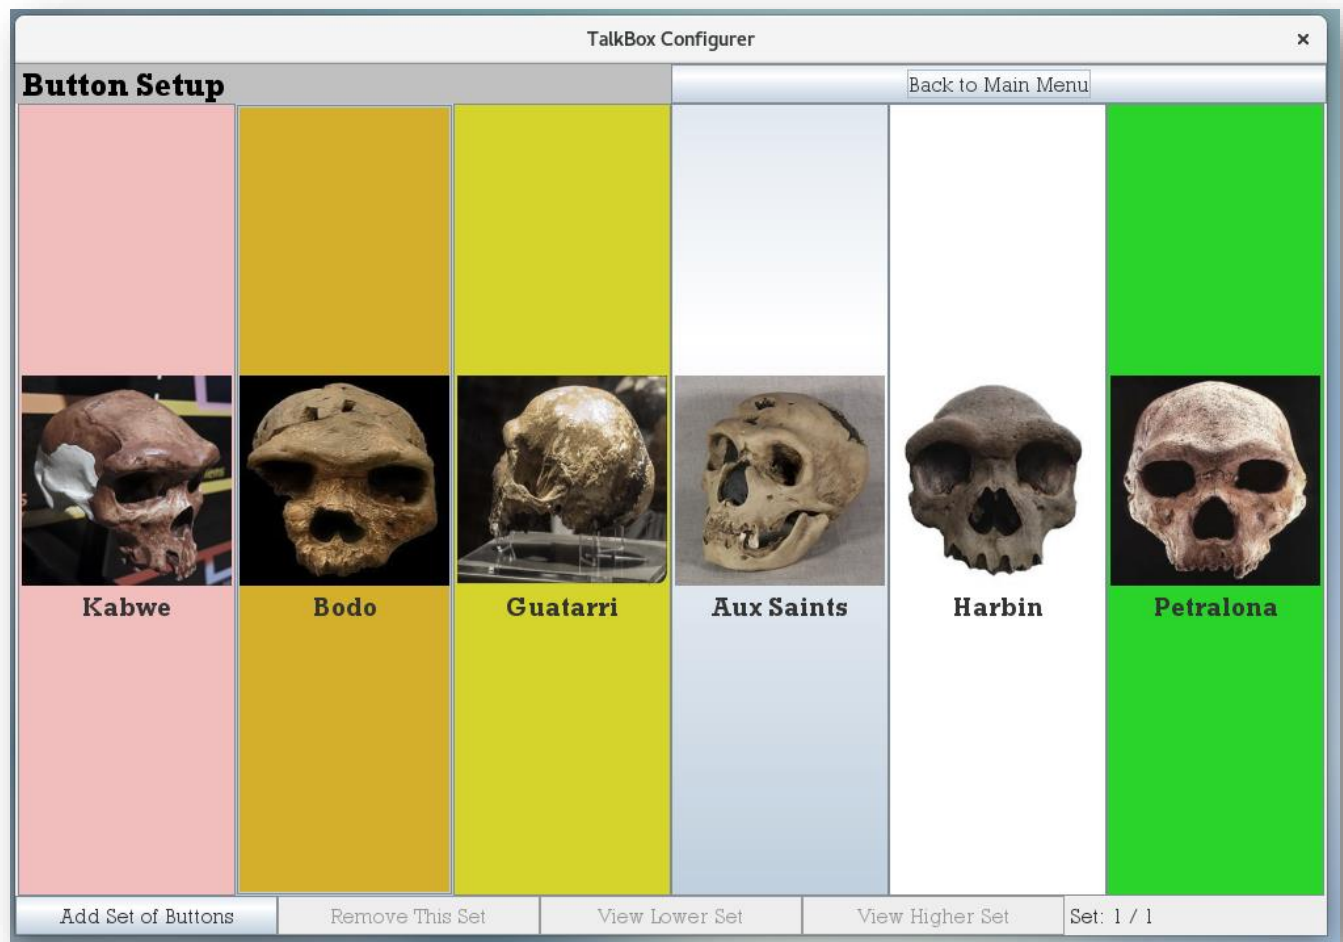 TalkBox Configurer
×
Button Setup
Back to Main Menu
Kabwe
Bodo
Guatarri
Aux Saints
Harbin
Petralona
Add Set of Buttons
Remove This Set
View Lower Set
View Higher Set
Set: 1 / 1